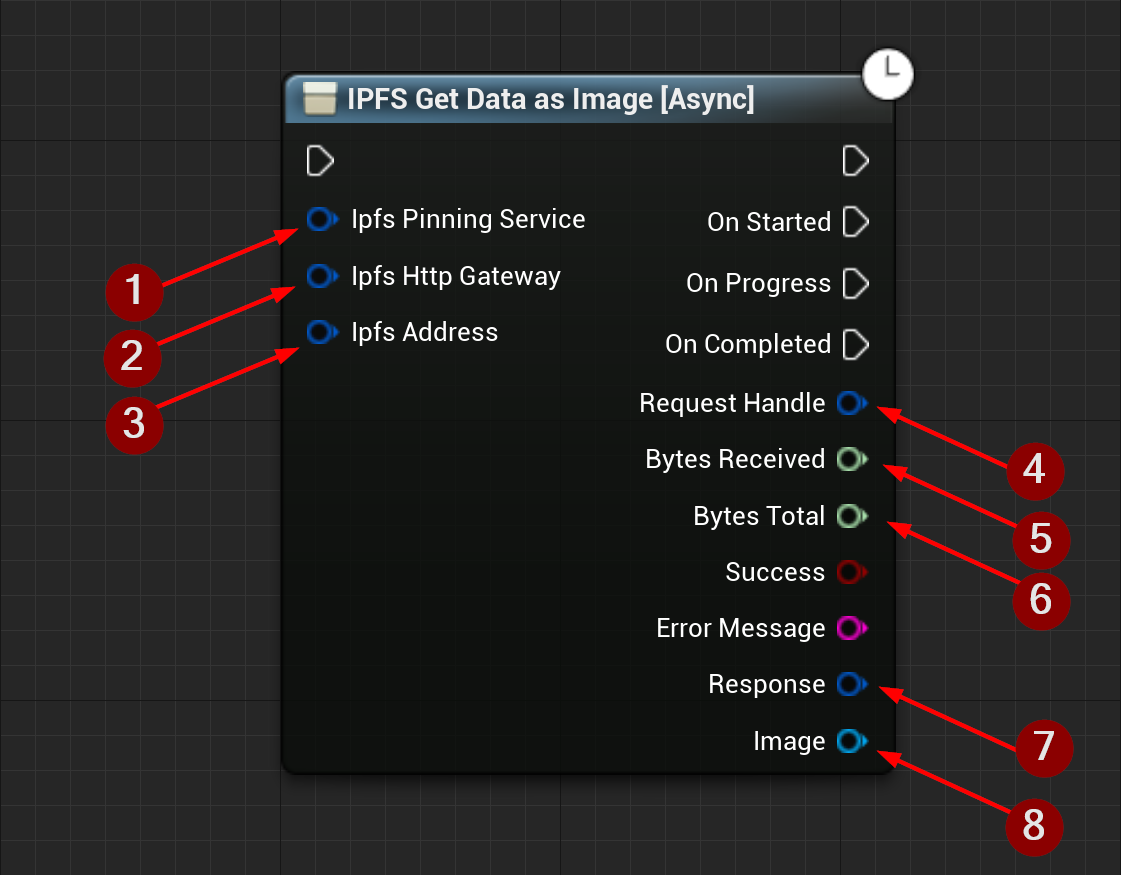 IPFS Get Data as Image [Async]
Ipfs Pinning Service
On Started
Ipfs Http Gateway
On Progress
Ipfs Address
On Completed
Request Handle
Bytes Received
Bytes Total
Success
Error Message
Response
Image
1
2
3
4
5
6
7
8